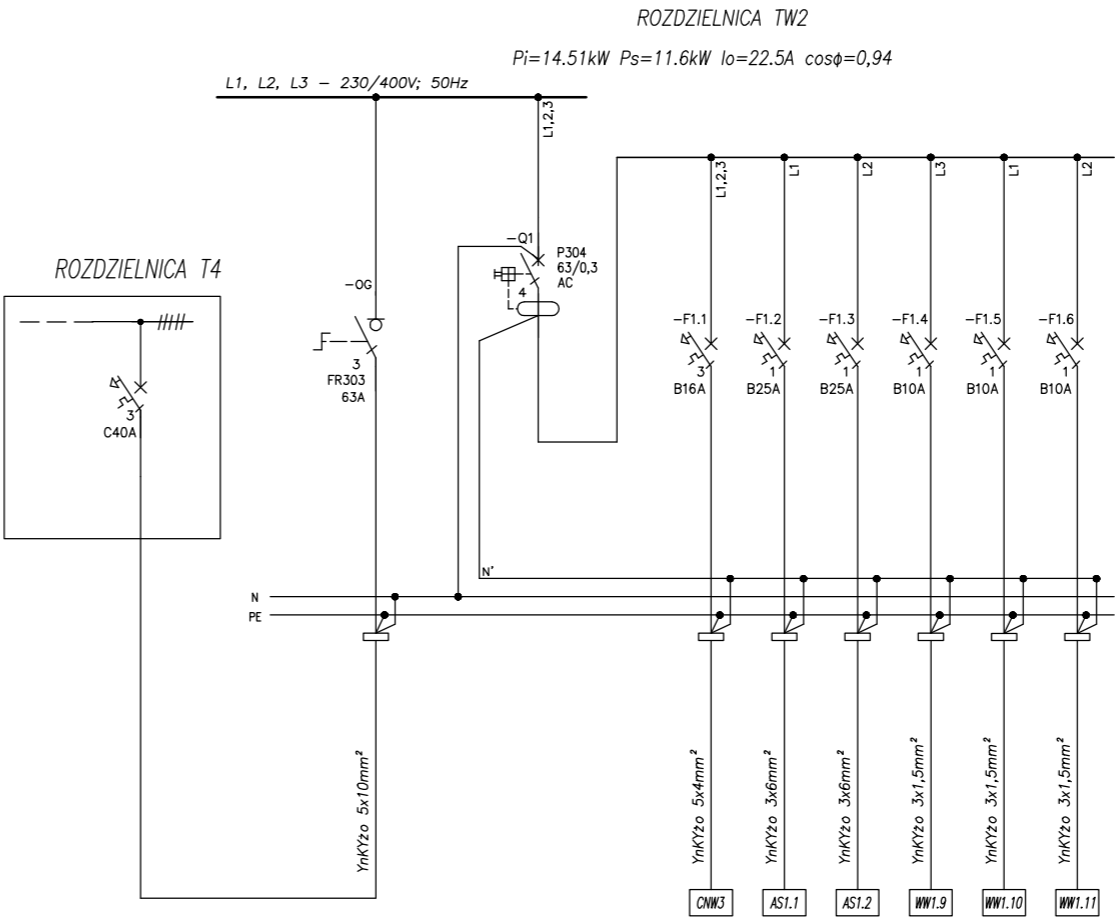 ROZDZIELNICA TW2
Pi=14.51kW Ps=11.6kW Io=22.5A cosϕ=0,94
L1, L2, L3 – 230/400V; 50Hz
L1,2,3
L1,2,3
L1
L2
L3
L1
L2
ROZDZIELNICA T4
3
C40A
–OG
3
FR303
63A
–Q1
P304
63/0,3
AC
4
–F1.1
3
B16A
–F1.2
1
B25A
–F1.3
1
B25A
–F1.4
1
B10A
–F1.5
1
B10A
–F1.6
1
B10A
N'
N
PE
YnKYżo 5x10mm²
YnKYżo 5x4mm²
YnKYżo 3x6mm²
YnKYżo 3x6mm²
YnKYżo 3x1,5mm²
YnKYżo 3x1,5mm²
YnKYżo 3x1,5mm²
CNW3
AS1.1
AS1.2
WW1.9
WW1.10
WW1.11